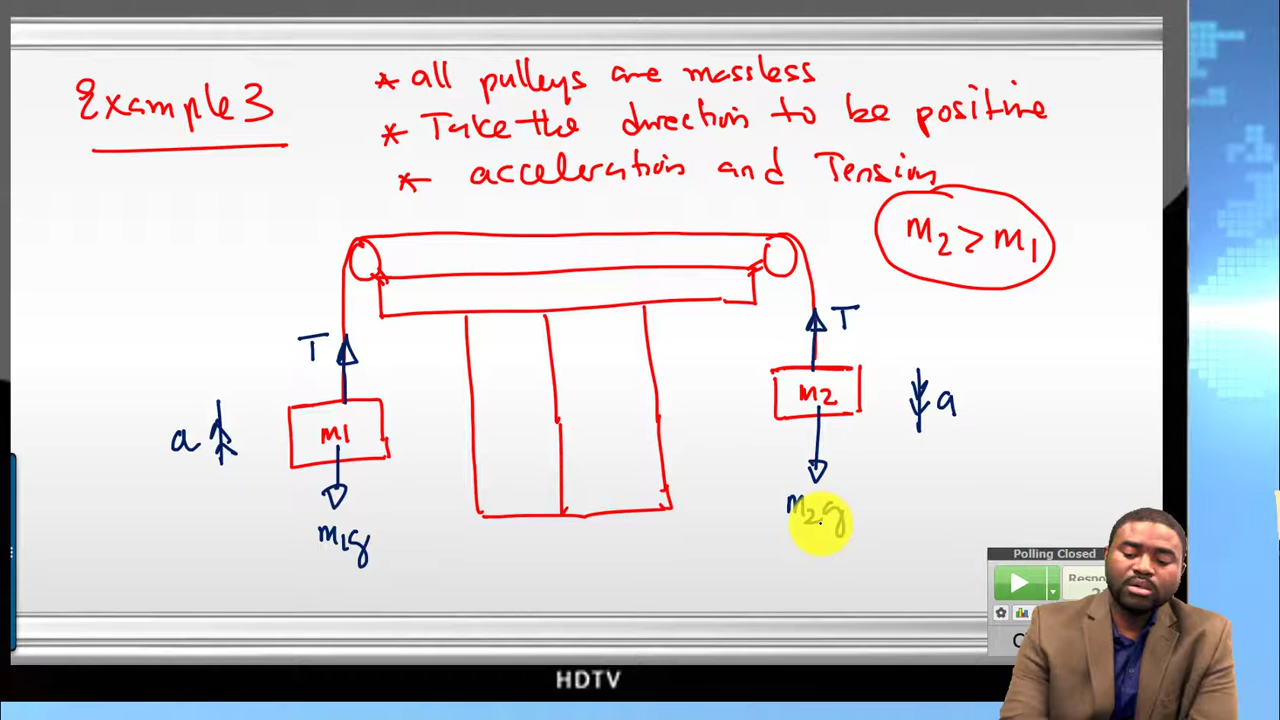 Example 3
* all pulleys are massless
* Take the direction to be positive
* acceleration and Tension
m2 > m1
T
T
m2
a
a
m1
m2g
m1g
Polling Closed
HDTV